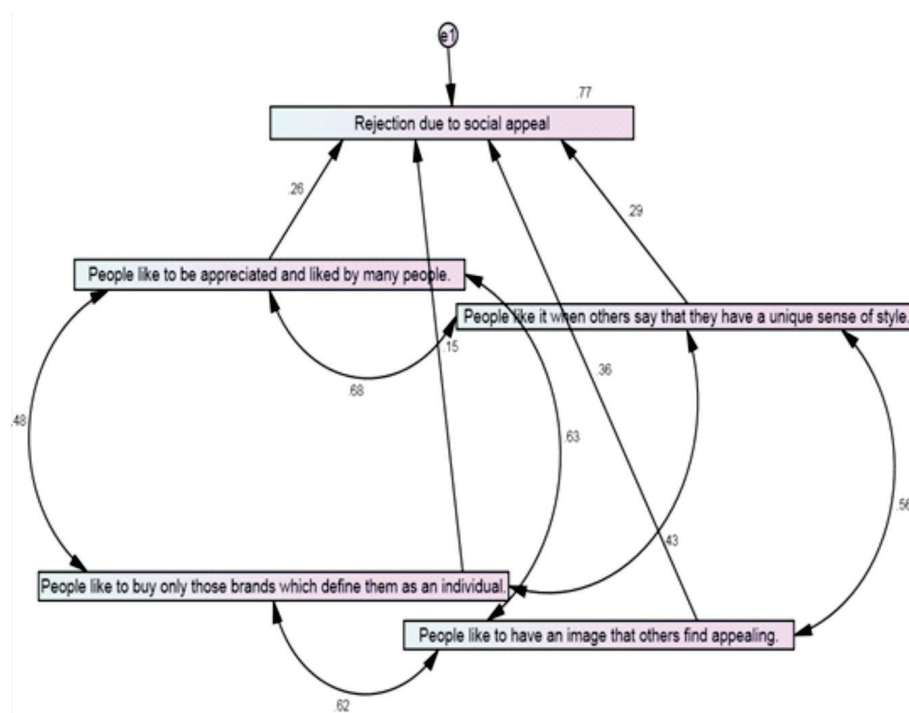 e1
.77
Rejection due to social appeal
.26
.29
People like to be appreciated and liked by many people.
People like it when others say that they have a unique sense of style.
.15
.36
.68
.48
.63
.56
.43
People like to buy only those brands which define them as an individual.
People like to have an image that others find appealing.
.62